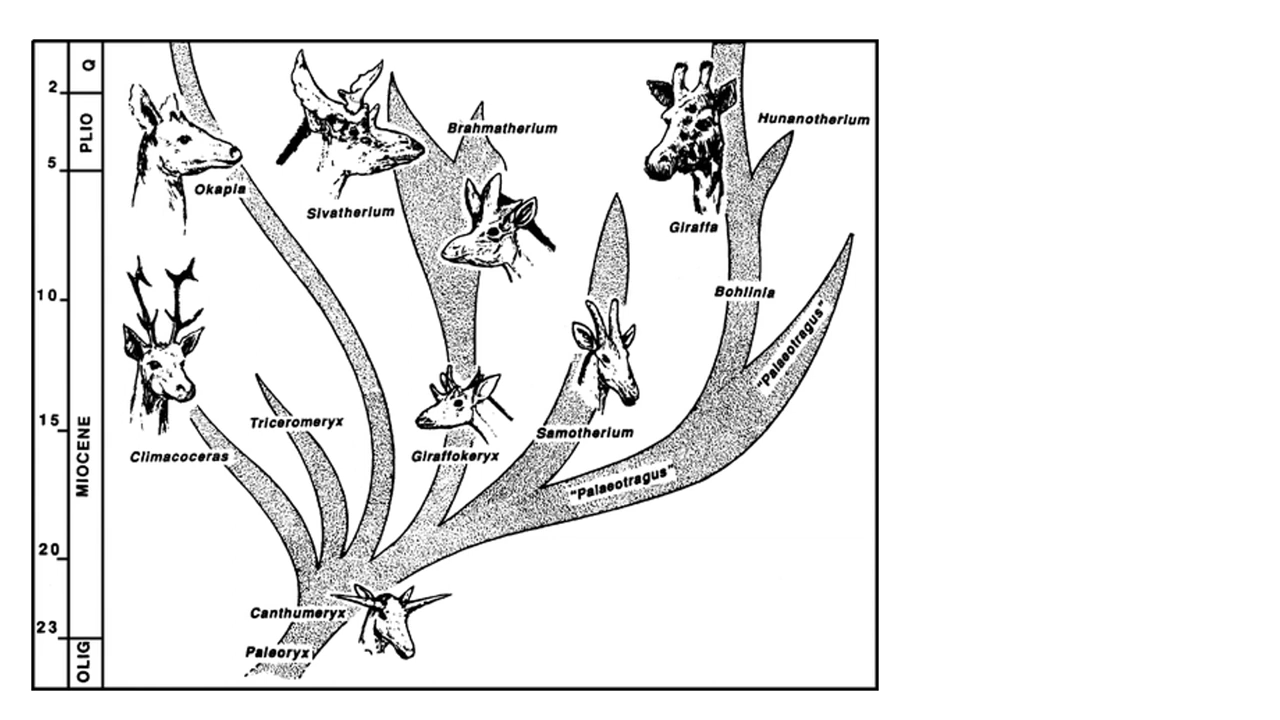 Q
2
PLIO
5
10
MIOCENE
15
20
23
OLIG
Okapia
Sivatherium
Brahmatherium
Giraffa
Hunanotherium
Bohlinia
"Palaeotragus"
Climacoceras
Triceromeryx
Giraffokeryx
Samotherium
"Palaeotragus"
Canthumeryx
Paleoryx